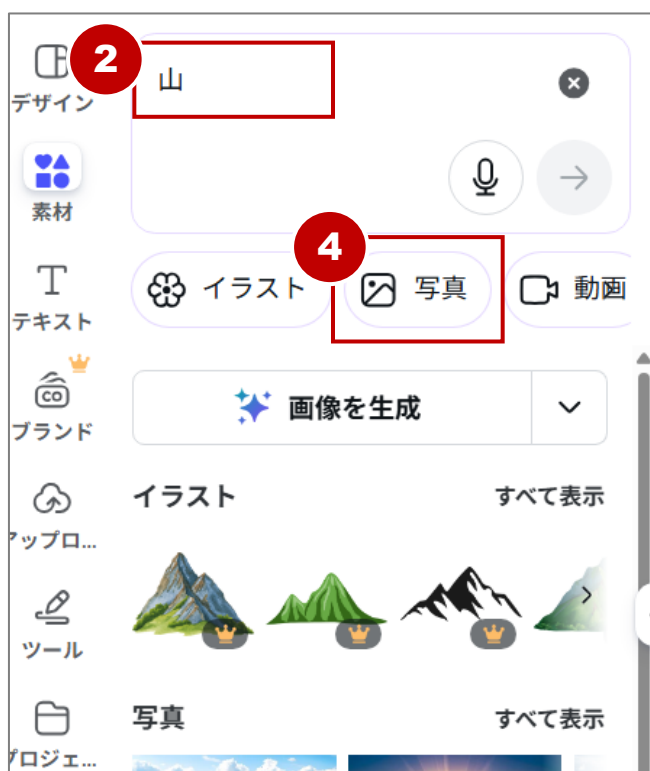 2
山
デザイン
素材
4
イラスト
写真
動画
テキスト
CO
ブランド
画像を生成
イラスト
すべて表示
アップロ...
ツール
写真
すべて表示
プロジェ...